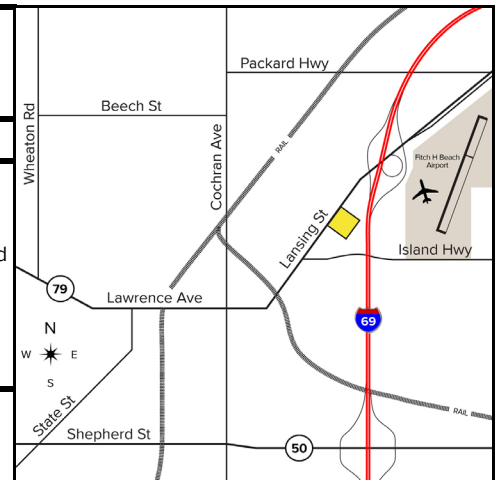 Packard Hwy
Beech St
Wheaton Rd
Cochran Ave
RAIL
Fitch H Beach
Airport
Lansing St
Island Hwy
d
79
Lawrence Ave
69
N
W E
S
State St
RAIL
Shepherd St
50